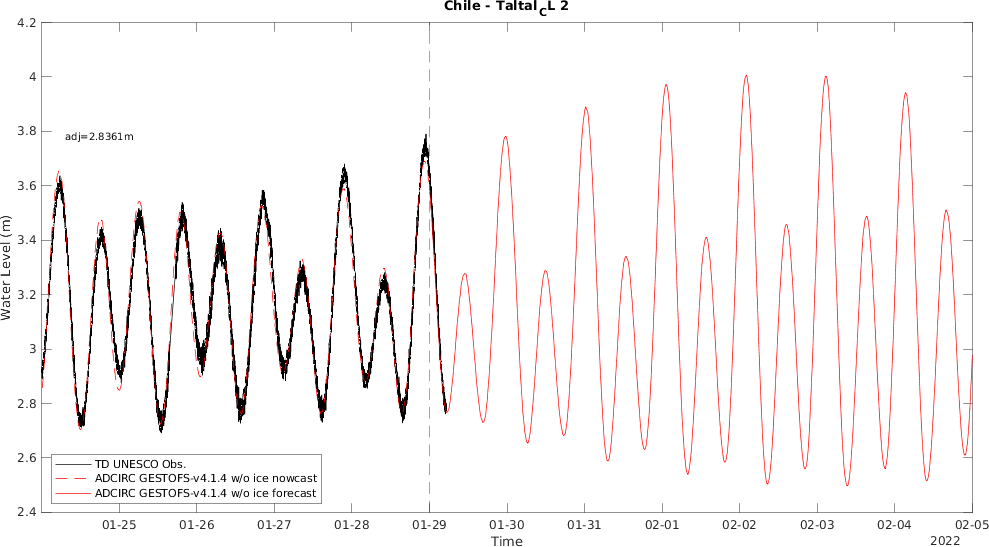 Chile - Taltal_CL 2
4.2
4
3.8
3.6
3.4
3.2
3
2.8
2.6
2.4
Water Level (m)
adj=2.8361m
TD UNESCO Obs.
ADCIRC GESTOFS-v4.1.4 w/o ice nowcast
ADCIRC GESTOFS-v4.1.4 w/o ice forecast
01-25 01-26 01-27 01-28 01-29 01-30 01-31 02-01 02-02 02-03 02-04 02-05
Time
2022